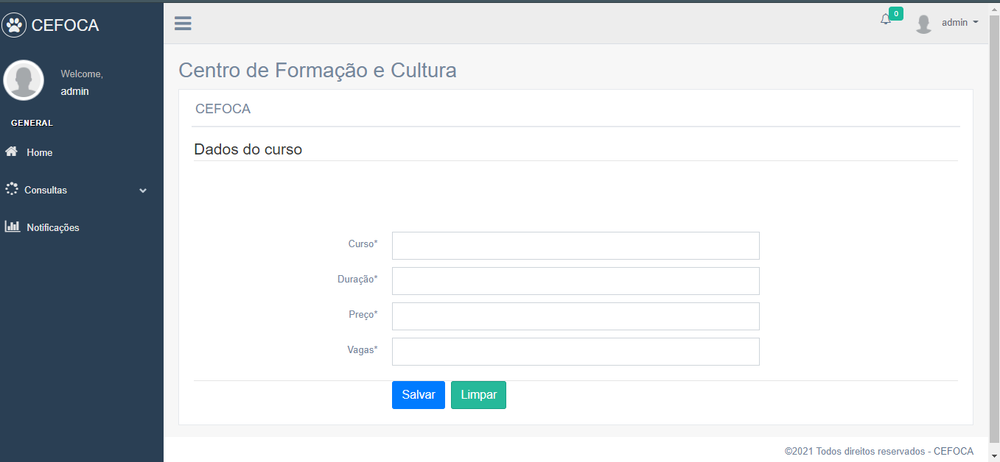 CEFOCA
Welcome,
admin
GENERAL
Home
Consultas
Notificações
0
admin
Centro de Formação e Cultura
CEFOCA
Dados do curso
Curso*
Duração*
Preço*
Vagas*
Salvar Limpar
©2021 Todos direitos reservados - CEFOCA